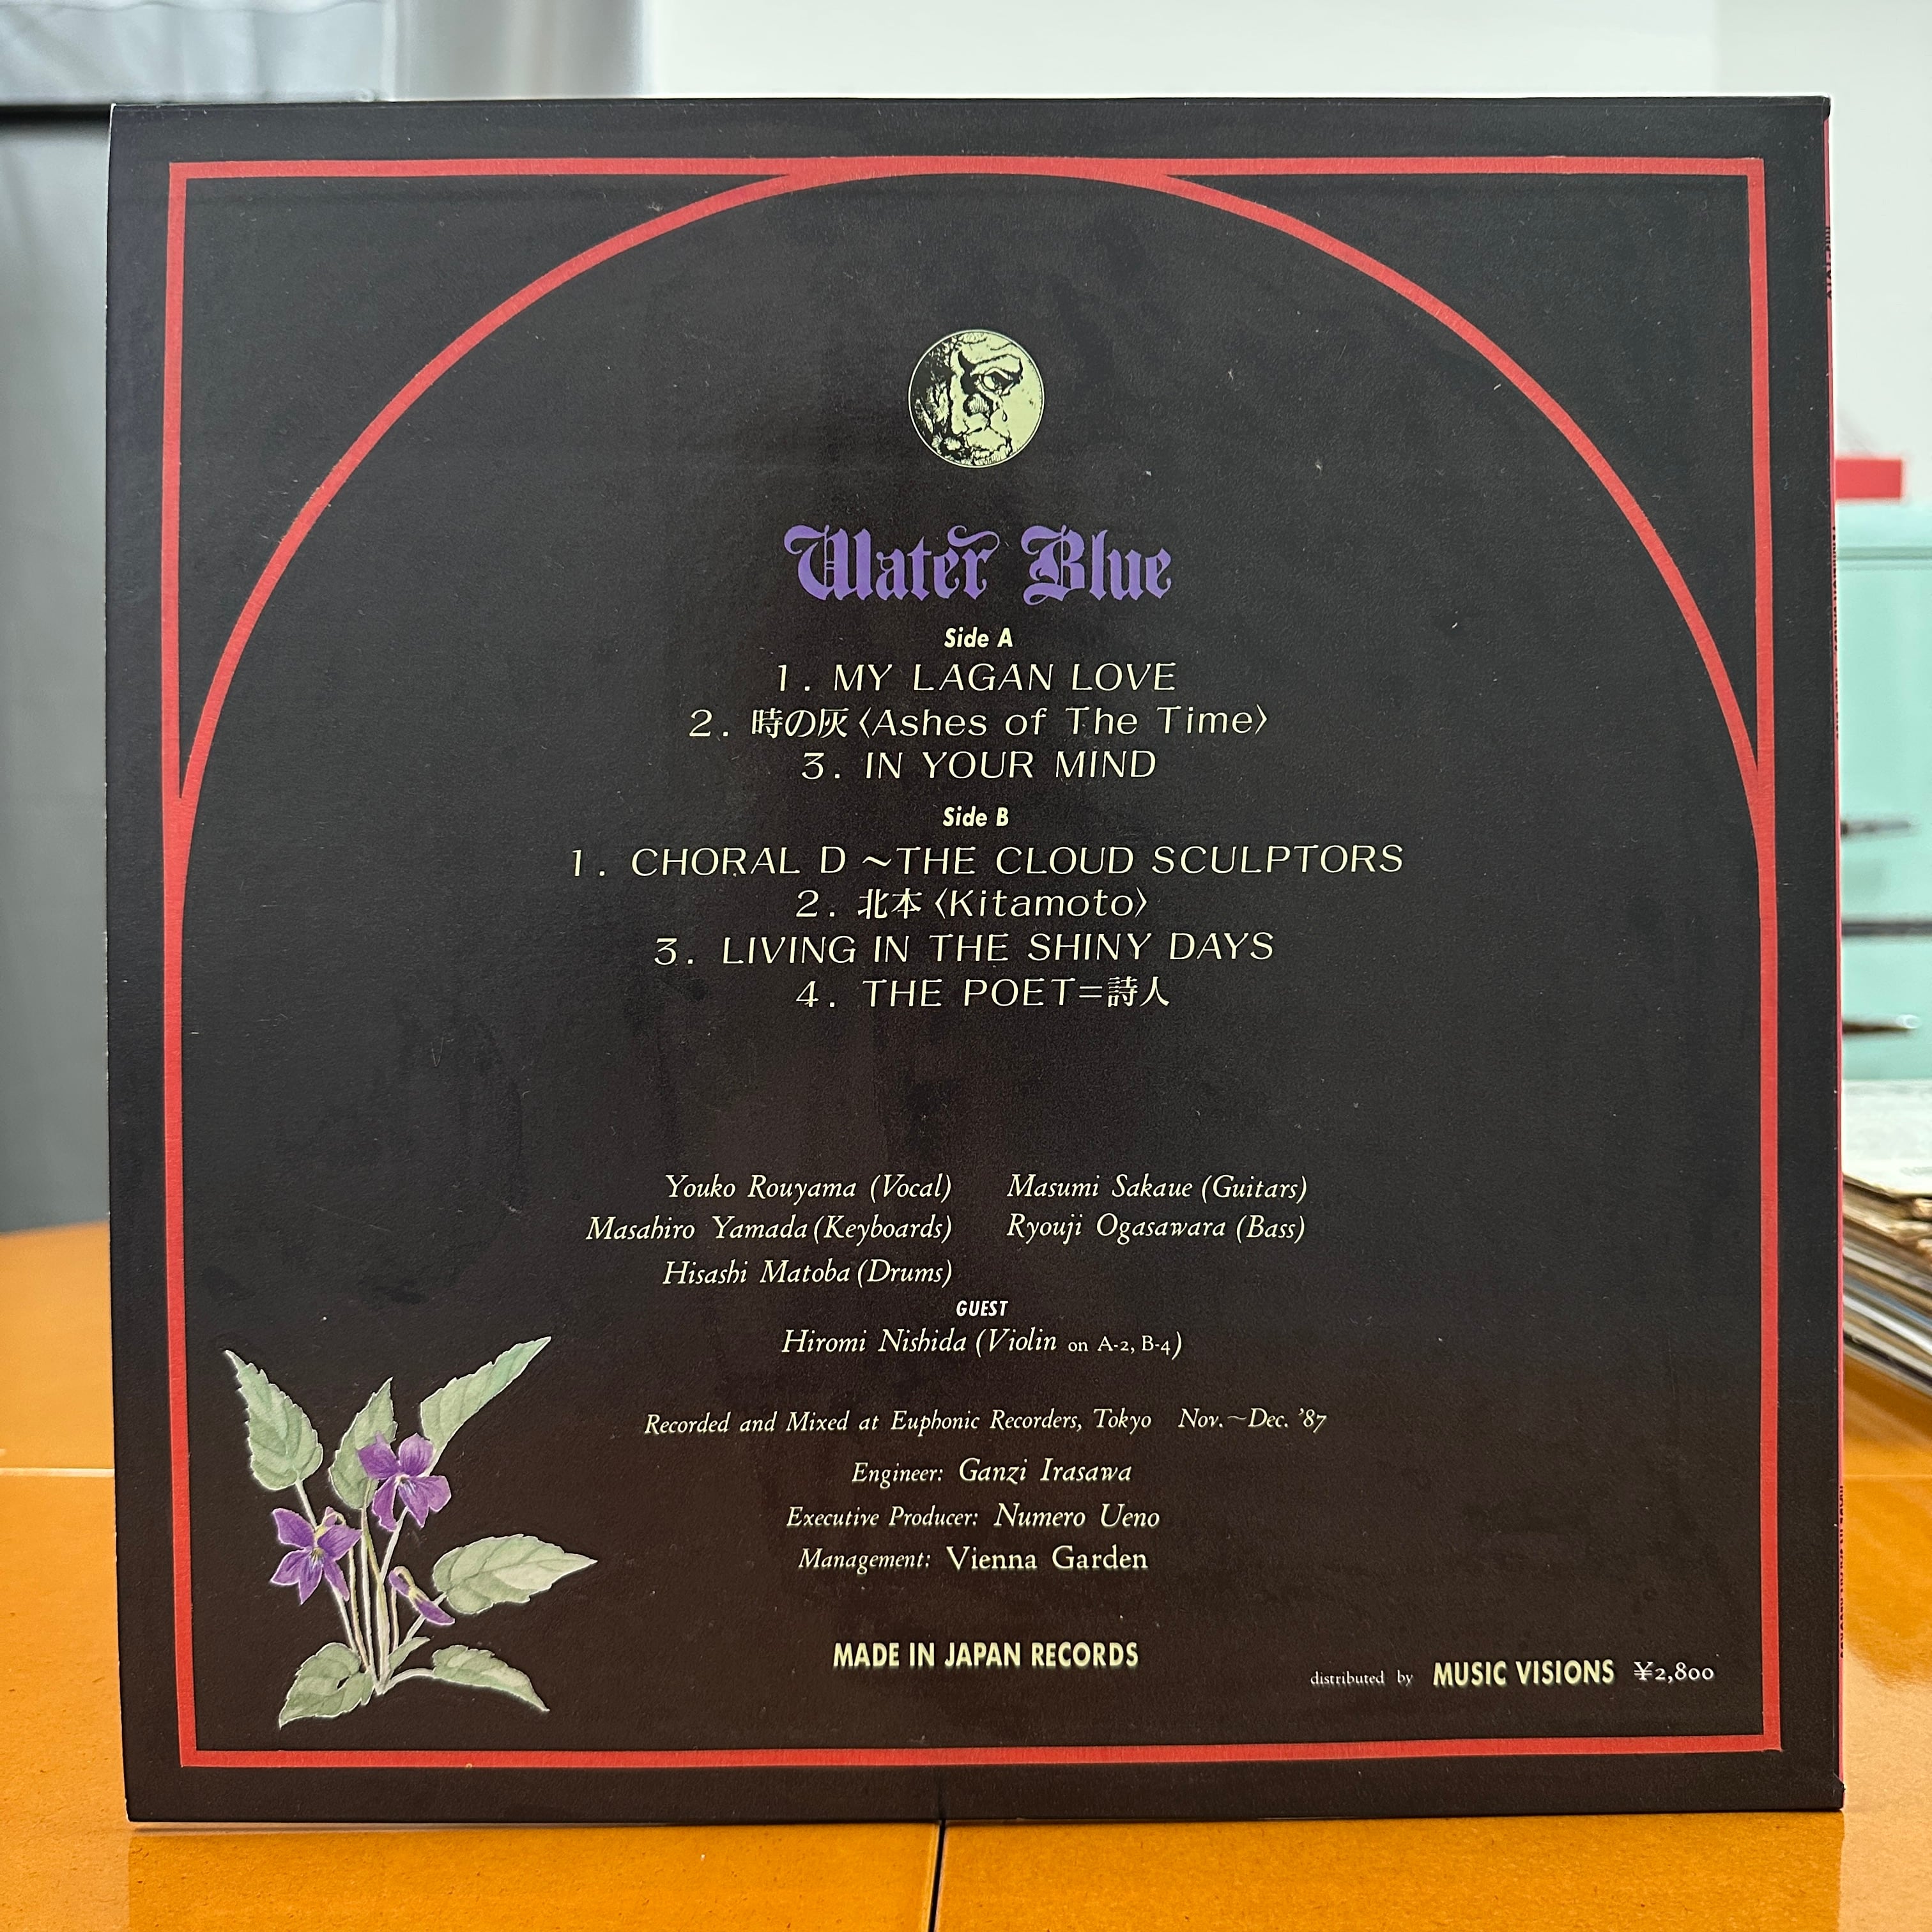 Water Blue
Side A
1. MY LAGAN LOVE
2. 時の灰〈Ashes of The Time〉
3. IN YOUR MIND
Side B
1. CHORAL D ~THE CLOUD SCULPTORS
2. 北本〈Kitamoto〉
3. LIVING IN THE SHINY DAYS
4. THE POET=詩人
Youko Rouyama (Vocal) Masumi Sakaue (Guitars)
Masahiro Yamada (Keyboards) Ryouji Ogasawara (Bass)
Hisashi Matoba (Drums)
GUEST
Hiromi Nishida (Violin on A-2, B-4)
Recorded and Mixed at Euphonic Recorders, Tokyo Nov.~Dec. '87
Engineer: Ganzi Irasawa
Executive Producer: Numero Ueno
Management: Vienna Garden
MADE IN JAPAN RECORDS
distributed by MUSIC VISIONS ¥2,800